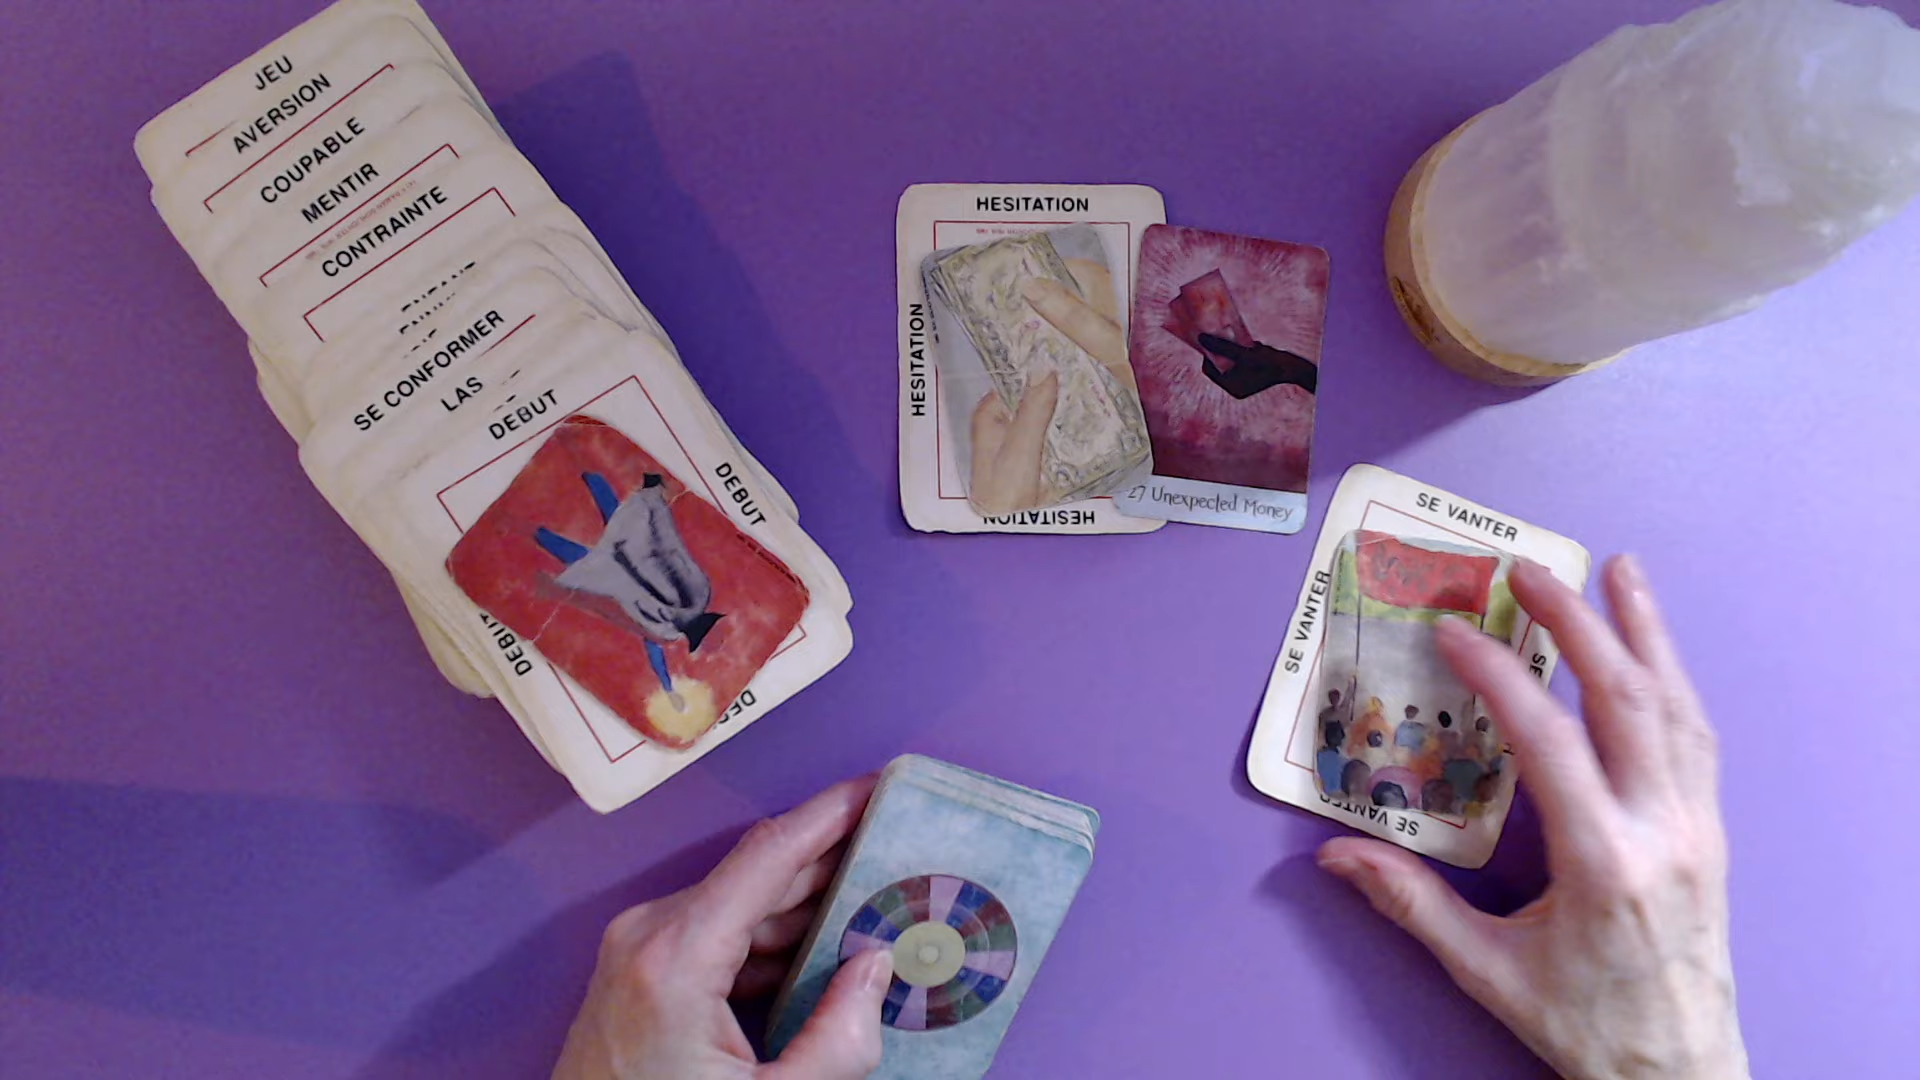 JEU
AVERSION
COUPABLE
MENTIR
CONTRAINTE
SE CONFORMER
LAS
DEBUT
DEBUT
DEBUT
HESITATION
HESITATION
HESITATION
27 Unexpected Money
SE VANTER
SE VANTER
SE
SE VANTER